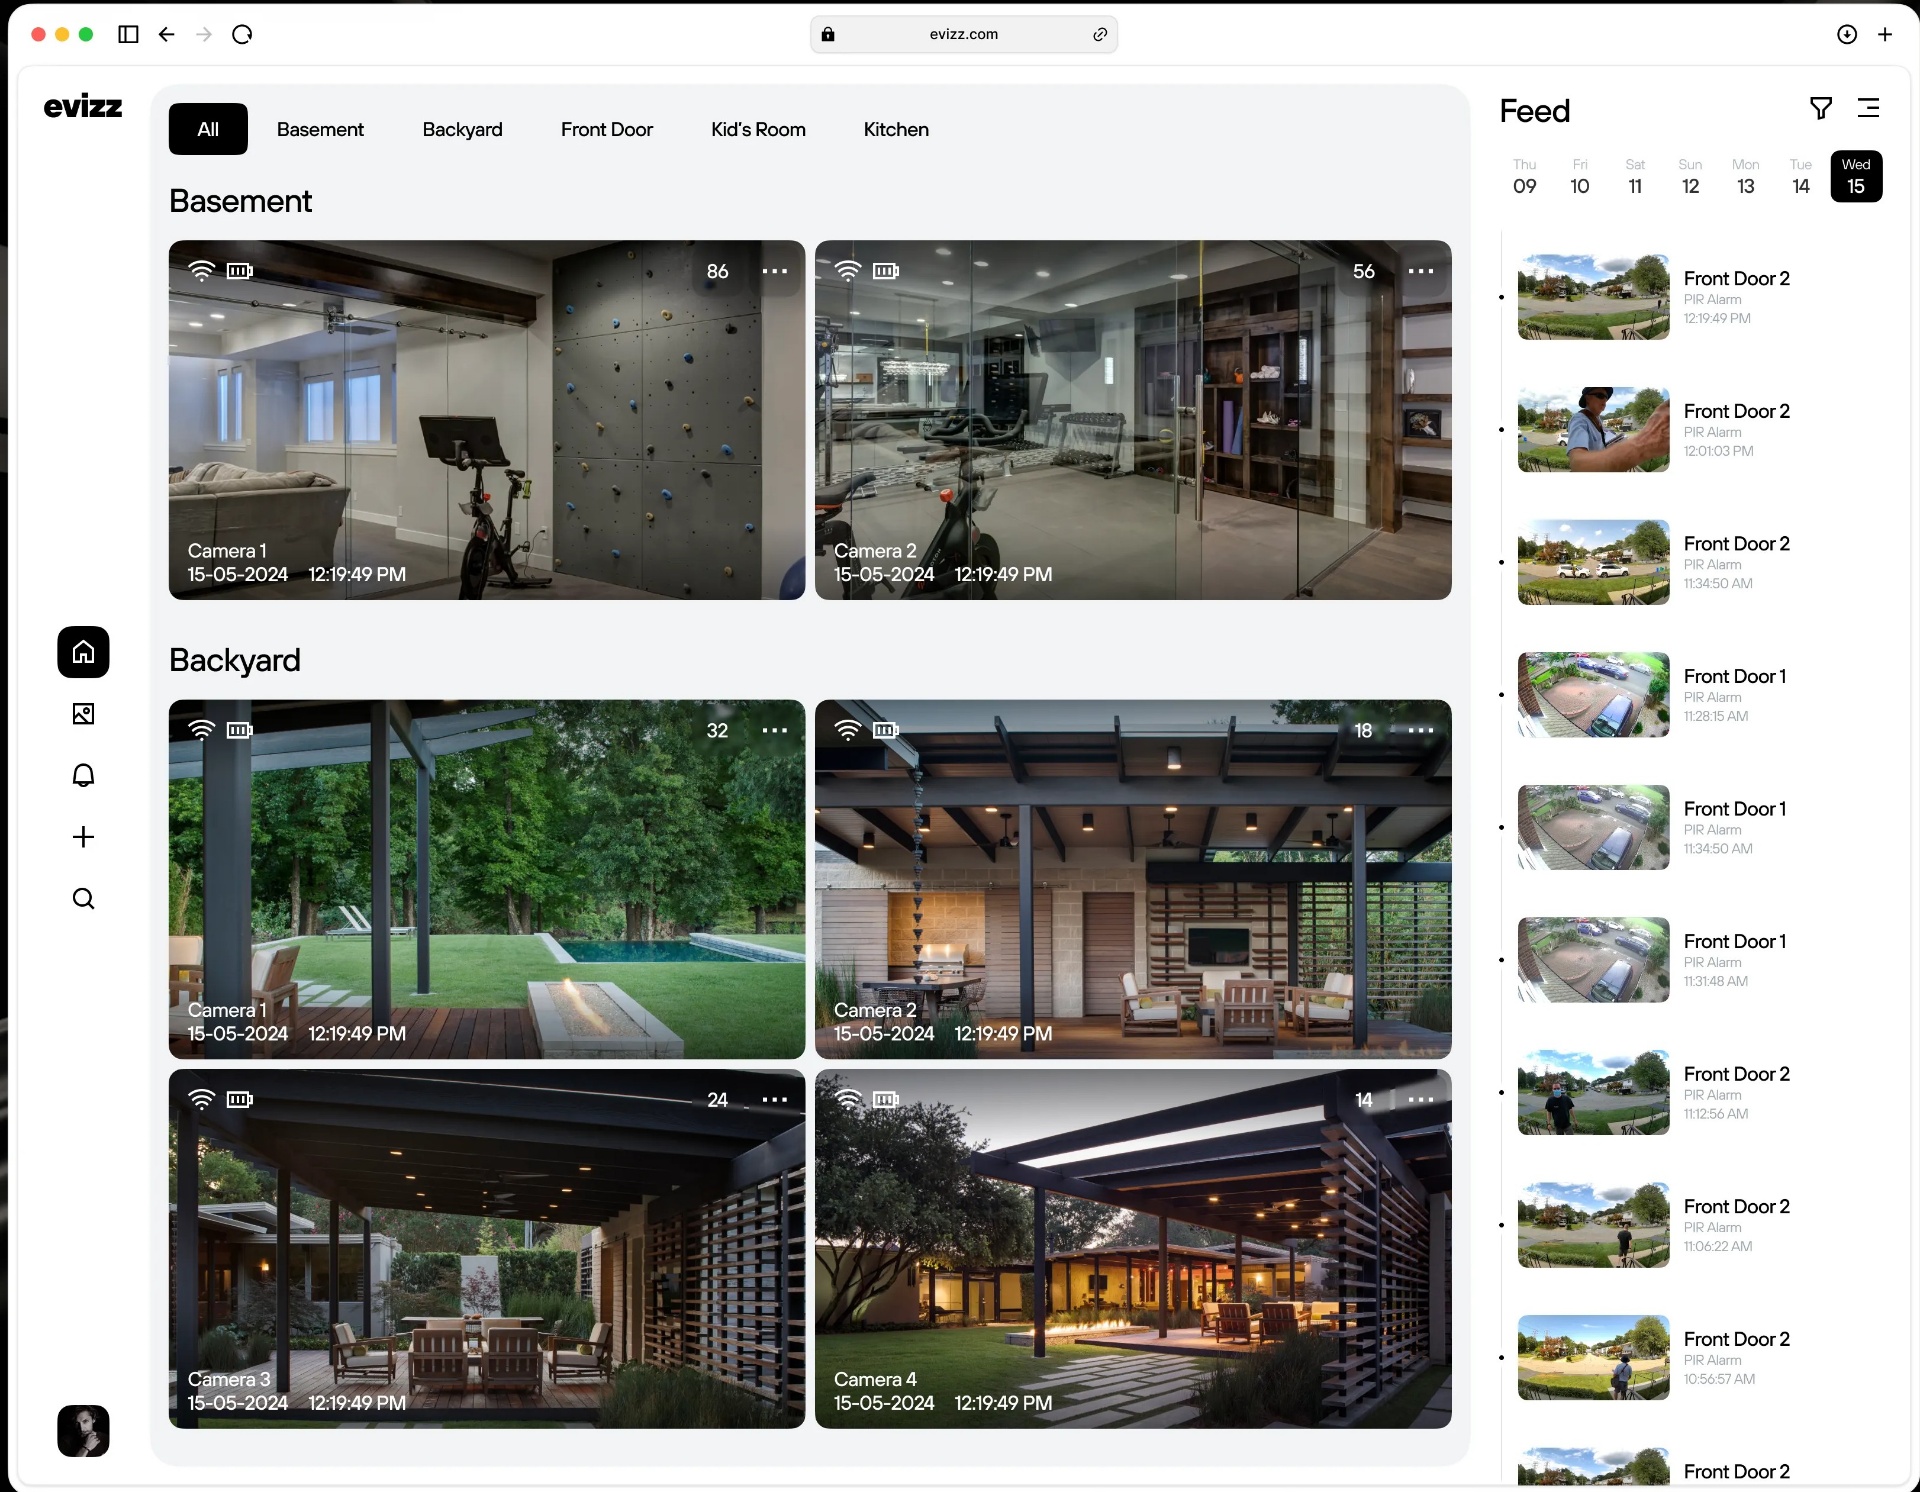 evizz.com
evizz
All Basement Backyard Front Door Kid's Room Kitchen
Basement
86
Camera 1
15-05-2024 12:19:49 PM
56
Camera 2
15-05-2024 12:19:49 PM
Backyard
32
Camera 1
15-05-2024 12:19:49 PM
18
Camera 2
15-05-2024 12:19:49 PM
24
Camera 3
15-05-2024 12:19:49 PM
14
Camera 4
15-05-2024 12:19:49 PM
Feed
Thu Fri Sat Sun Mon Tue Wed
09 10 11 12 13 14 15
Front Door 2
PIR Alarm
12:19:49 PM
Front Door 2
PIR Alarm
12:01:03 PM
Front Door 2
PIR Alarm
11:34:50 AM
Front Door 1
PIR Alarm
11:28:15 AM
Front Door 1
PIR Alarm
11:34:50 AM
Front Door 1
PIR Alarm
11:31:48 AM
Front Door 2
PIR Alarm
11:12:56 AM
Front Door 2
PIR Alarm
11:06:22 AM
Front Door 2
PIR Alarm
10:56:57 AM
Front Door 2